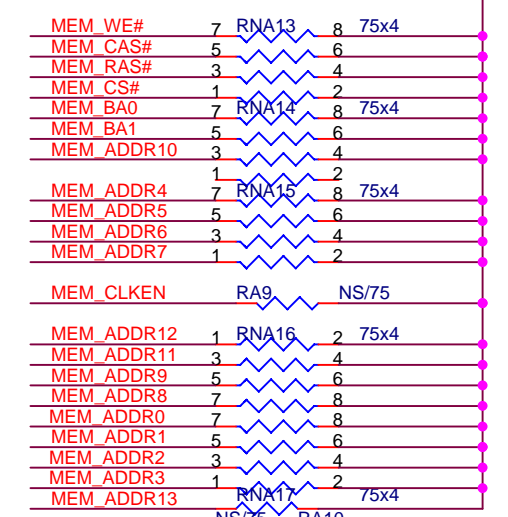 MEM_WE# 7 RNA13 8 75x4
MEM_CAS# 5 6
MEM_RAS# 3 4
MEM_CS# 1 2
MEM_BA0 7 RNA14 8 75x4
MEM_BA1 5 6
MEM_ADDR10 3 4
1 2
MEM_ADDR4 7 RNA15 8 75x4
MEM_ADDR5 5 6
MEM_ADDR6 3 4
MEM_ADDR7 1 2
MEM_CLKEN RA9 NS/75
MEM_ADDR12 1 RNA16 2 75x4
MEM_ADDR11 3 4
MEM_ADDR9 5 6
MEM_ADDR8 7 8
MEM_ADDR0 7 8
MEM_ADDR1 5 6
MEM_ADDR2 3 4
MEM_ADDR3 1 2
MEM_ADDR13 RNA17 75x4
NS/75 RA10